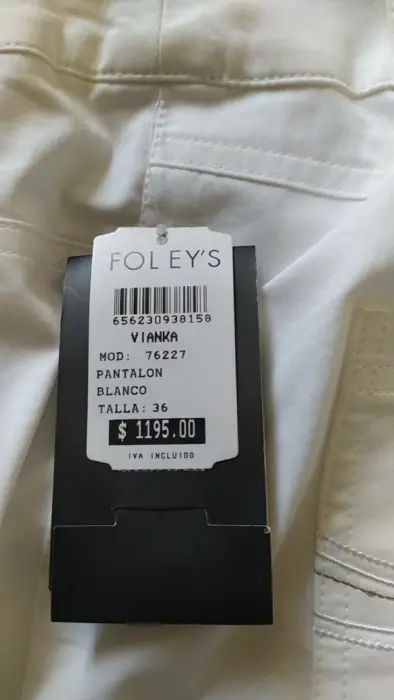 FOLEY'S
656230938158
VIANKA
MOD: 76227
PANTALON
BLANCO
TALLA: 36
$ 1195.00
IVA INCLUIDO